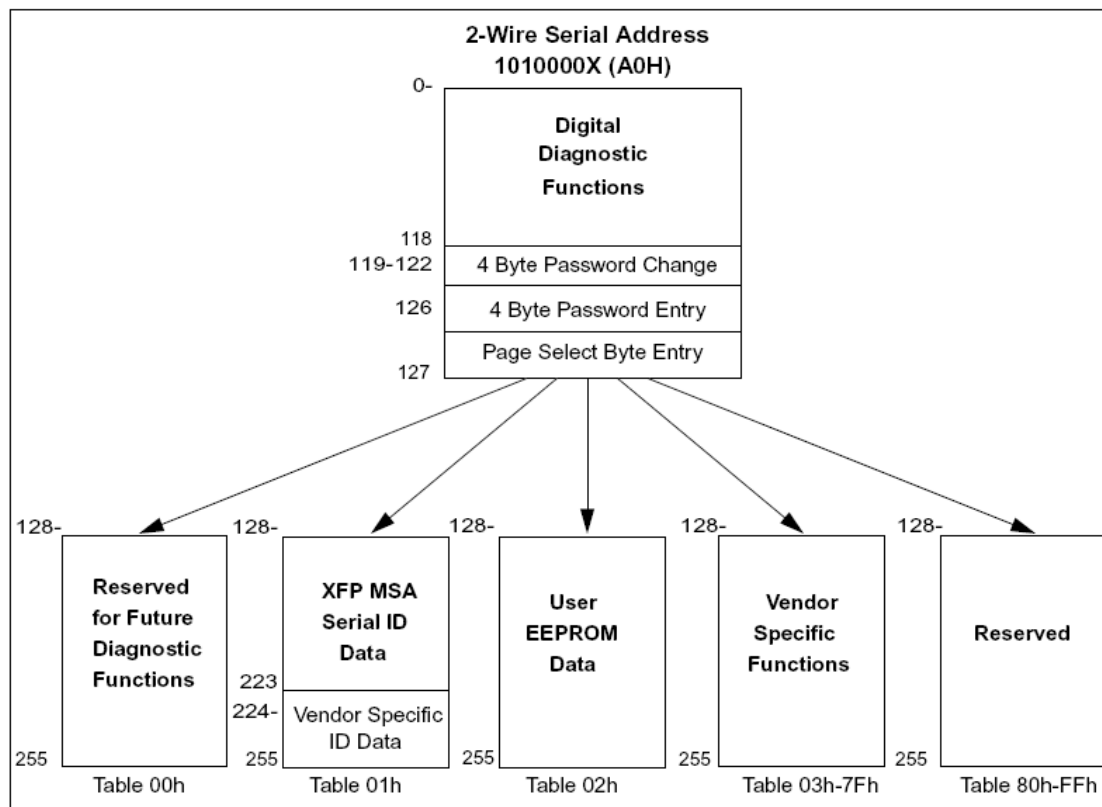 2-Wire Serial Address
1010000X (A0H)
0-
Digital
Diagnostic
Functions
118
119-122
4 Byte Password Change
126
4 Byte Password Entry
Page Select Byte Entry
127
128-
Reserved
for Future
Diagnostic
Functions
255
Table 00h
128-
XFP MSA
Serial ID
Data
223
224-
Vendor Specific
ID Data
255
Table 01h
128-
User
EEPROM
Data
255
Table 02h
128-
Vendor
Specific
Functions
255
Table 03h-7Fh
128-
Reserved
255
Table 80h-FFh